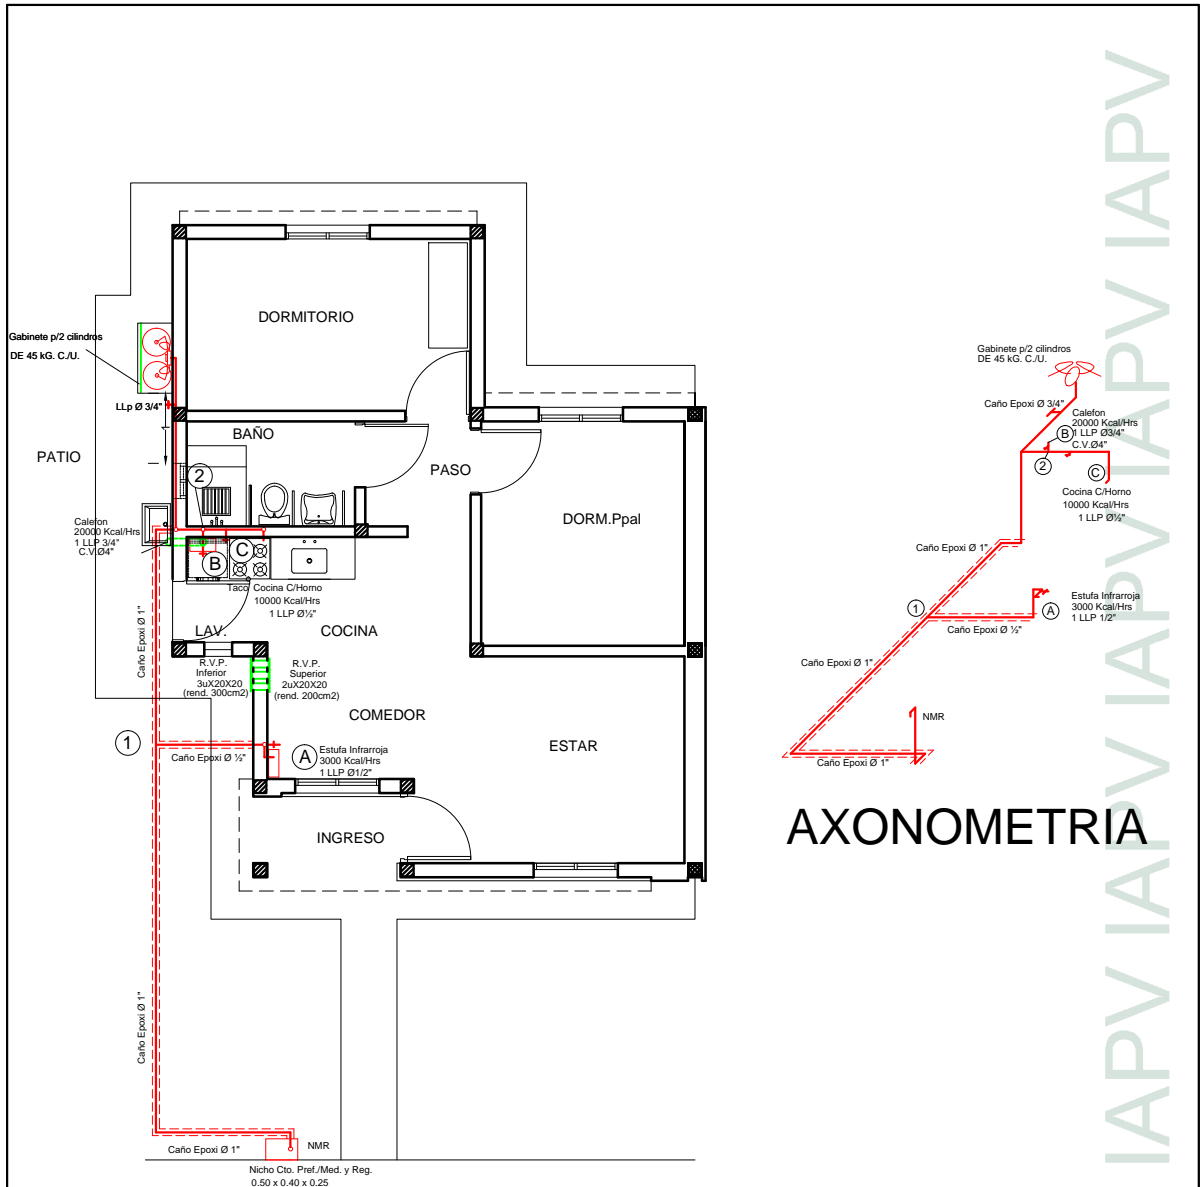 DORMITORIO
Gabinete p/2 cilindros
DE 45 kG. C./U.
LLp Ø 3/4"
BAÑO
PATIO
PASO
2
DORM.Ppal
Calefon
20000 Kcal/Hrs
1 LLP 3/4"
C.V.Ø4"
B
C
Taco
Cocina C/Horno
10000 Kcal/Hrs
1 LLP Ø½"
LAV.
COCINA
Caño Epoxi Ø 1"
R.V.P.
Inferior
3uX20X20
(rend. 300cm2)
R.V.P.
Superior
2uX20X20
(rend. 200cm2)
COMEDOR
ESTAR
1
Caño Epoxi Ø ½"
A
Estufa Infrarroja
3000 Kcal/Hrs
1 LLP Ø1/2"
INGRESO
Caño Epoxi Ø 1"
Caño Epoxi Ø 1"
NMR
Nicho Cto. Pref./Med. y Reg.
0.50 x 0.40 x 0.25
Gabinete p/2 cilindros
DE 45 kG. C./U.
Caño Epoxi Ø 3/4"
Calefon
20000 Kcal/Hrs
1 LLP Ø3/4"
C.V.Ø4"
B
2
C
Cocina C/Horno
10000 Kcal/Hrs
1 LLP Ø½"
Caño Epoxi Ø 1"
1
A
Estufa Infrarroja
3000 Kcal/Hrs
1 LLP 1/2"
Caño Epoxi Ø ½"
Caño Epoxi Ø 1"
NMR
Caño Epoxi Ø 1"
AXONOMETRIA
IAPV IAPV IAPV IAPV IAPV